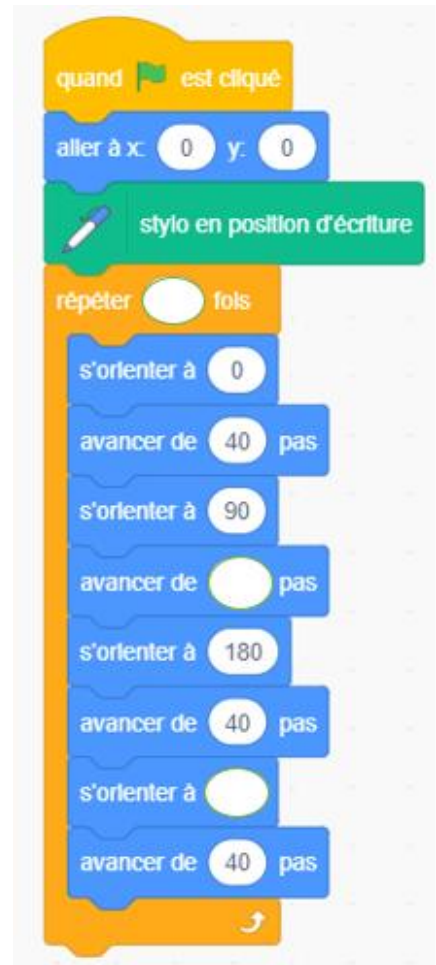 quand est cliqué
aller à x: 0 y: 0
stylo en position d'écriture
répéter fois
s'orienter à 0
avancer de 40 pas
s'orienter à 90
avancer de pas
s'orienter à 180
avancer de 40 pas
s'orienter à
avancer de 40 pas